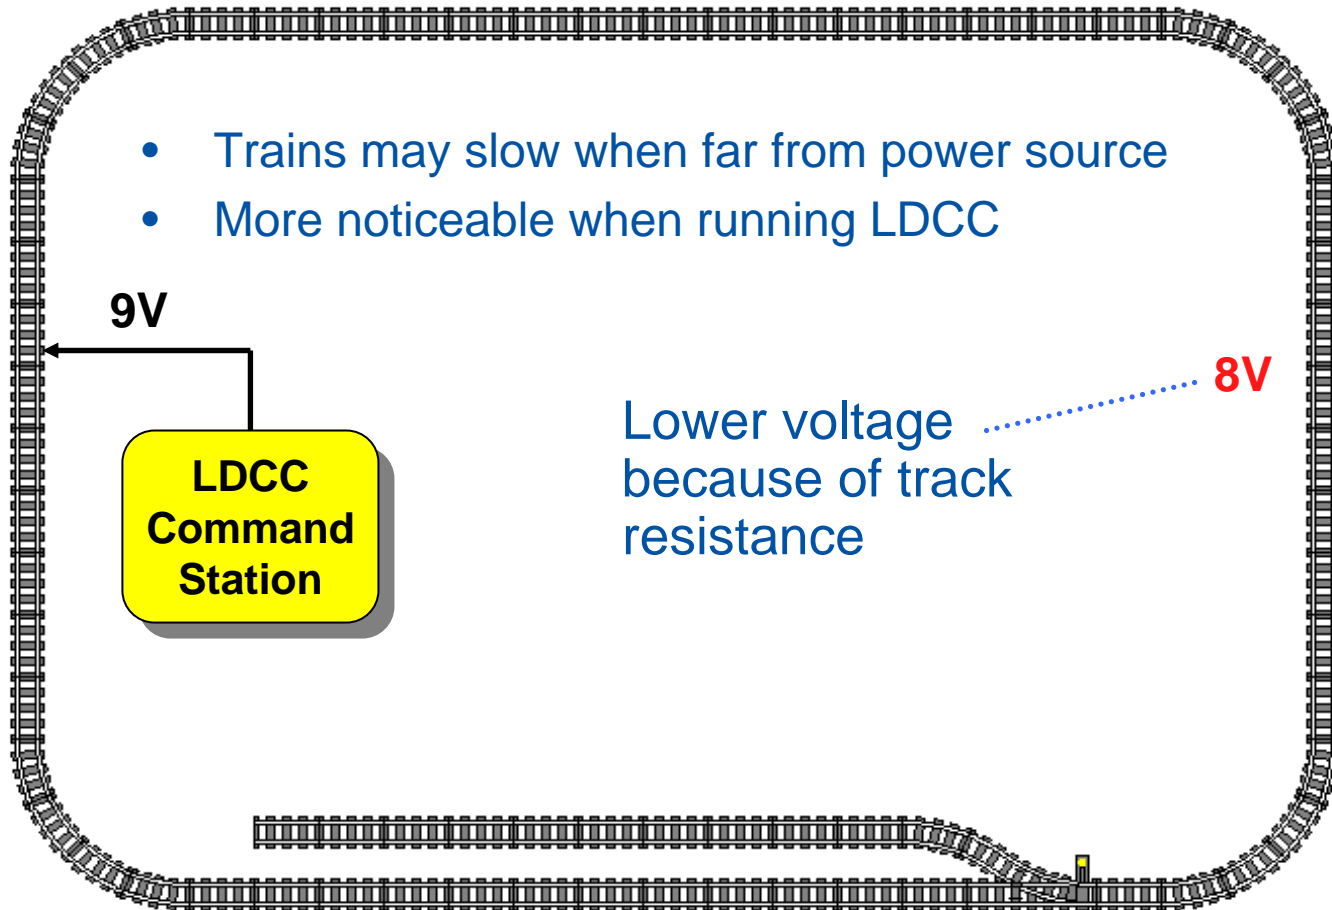 • Trains may slow when far from power source
• More noticeable when running LDCC
9V
8V
Lower voltage
because of track
resistance
LDCC
Command
Station